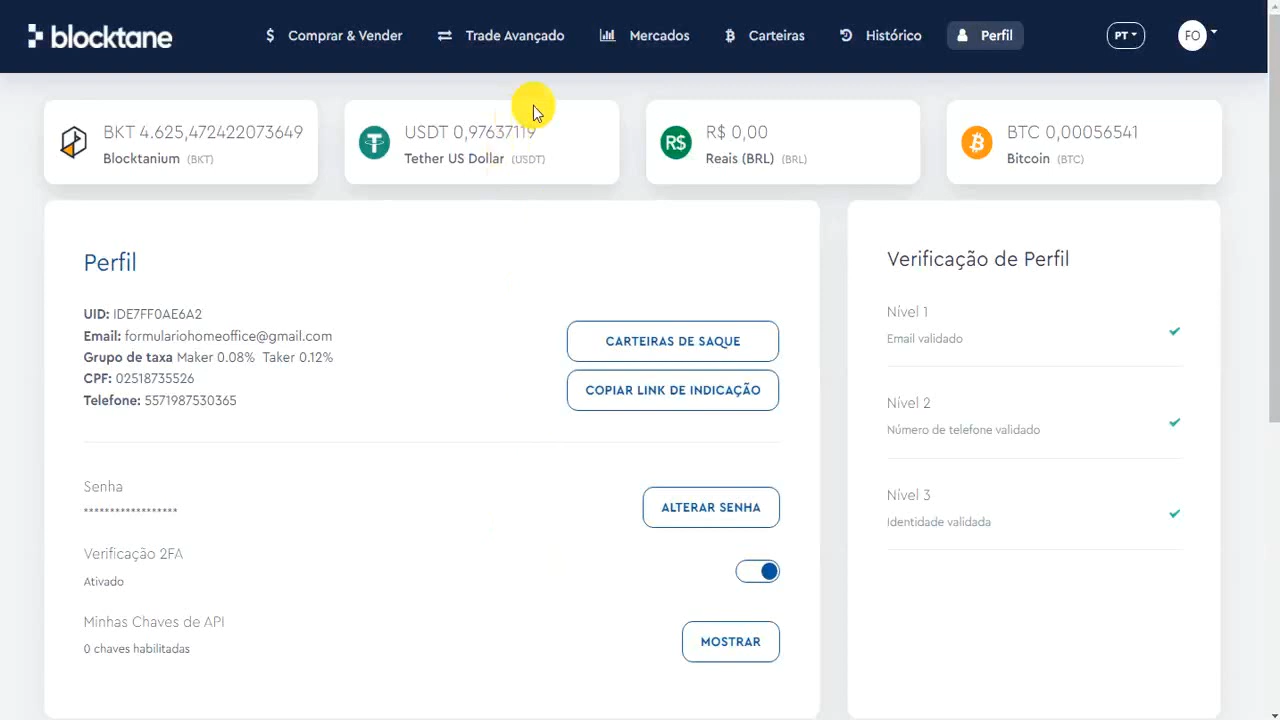 blocktane
$ Comprar & Vender
Trade Avançado
Mercados
Carteiras
Histórico
Perfil
PT
FO
BKT 4.625,472422073649
Blocktanium (BKT)
USDT 0,97637119
Tether US Dollar (USDT)
R$
R$ 0,00
Reais (BRL) (BRL)
BTC 0,00056541
Bitcoin (BTC)
Perfil
UID: IDE7FF0AE6A2
Email: formulariohomeoffice@gmail.com
Grupo de taxa Maker 0.08% Taker 0.12%
CPF: 02518735526
Telefone: 5571987530365
CARTEIRAS DE SAQUE
COPIAR LINK DE INDICAÇÃO
Senha
******************
ALTERAR SENHA
Verificação 2FA
Ativado
Minhas Chaves de API
0 chaves habilitadas
MOSTRAR
Verificação de Perfil
Nível 1
Email validado
Nível 2
Número de telefone validado
Nível 3
Identidade validada